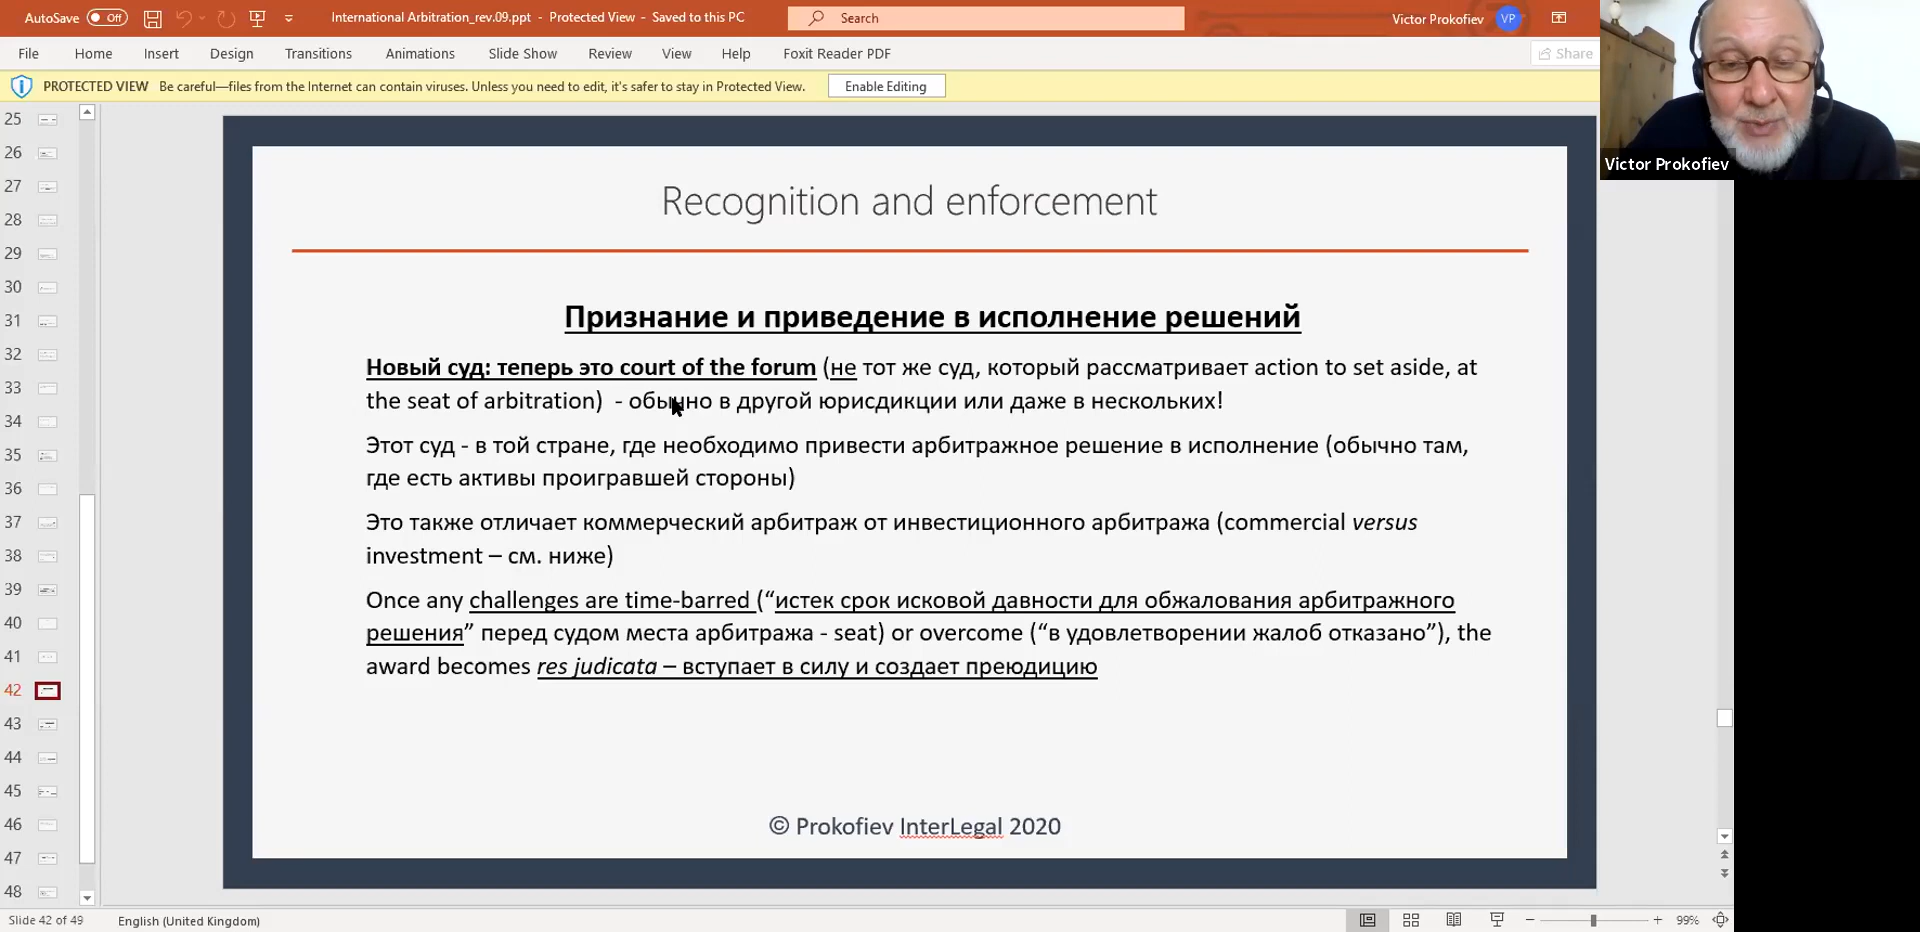 AutoSave Off International Arbitration_rev.09.ppt - Protected View - Saved to this PC Search Victor Prokofiev VP
File Home Insert Design Transitions Animations Slide Show Review View Help Foxit Reader PDF Share
PROTECTED VIEW Be careful—files from the Internet can contain viruses. Unless you need to edit, it's safer to stay in Protected View. Enable Editing
Victor Prokofiev
25
26
27
28
29
30
31
32
33
34
35
36
37
38
39
40
41
42
43
44
45
46
47
48
Recognition and enforcement
Признание и приведение в исполнение решений
Новый суд: теперь это court of the forum (не тот же суд, который рассматривает action to set aside, at
the seat of arbitration) - обычно в другой юрисдикции или даже в нескольких!
Этот суд - в той стране, где необходимо привести арбитражное решение в исполнение (обычно там,
где есть активы проигравшей стороны)
Это также отличает коммерческий арбитраж от инвестиционного арбитража (commercial versus
investment – см. ниже)
Once any challenges are time-barred (“истек срок исковой давности для обжалования арбитражного
решения” перед судом места арбитража - seat) or overcome (“в удовлетворении жалоб отказано”), the
award becomes res judicata – вступает в силу и создает преюдицию
© Prokofiev InterLegal 2020
Slide 42 of 49 English (United Kingdom) 99%